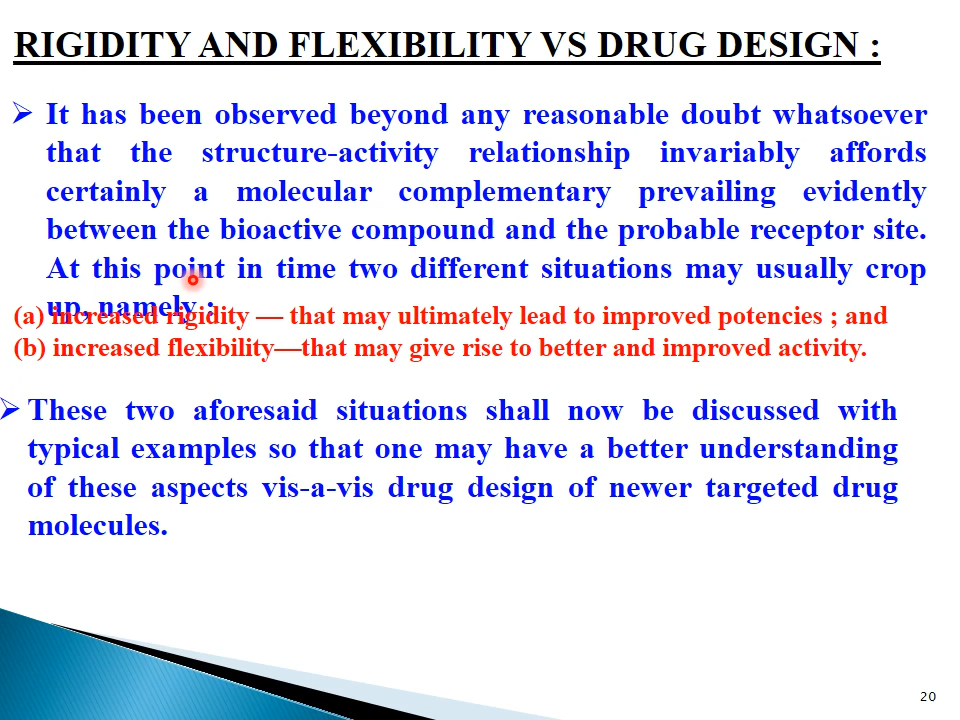 RIGIDITY AND FLEXIBILITY VS DRUG DESIGN :
It has been observed beyond any reasonable doubt whatsoever
that the structure-activity relationship invariably affords
certainly a molecular complementary prevailing evidently
between the bioactive compound and the probable receptor site.
At this point in time two different situations may usually crop
up, namely :
(a) increased rigidity — that may ultimately lead to improved potencies ; and
(b) increased flexibility—that may give rise to better and improved activity.
These two aforesaid situations shall now be discussed with
typical examples so that one may have a better understanding
of these aspects vis-a-vis drug design of newer targeted drug
molecules.
20